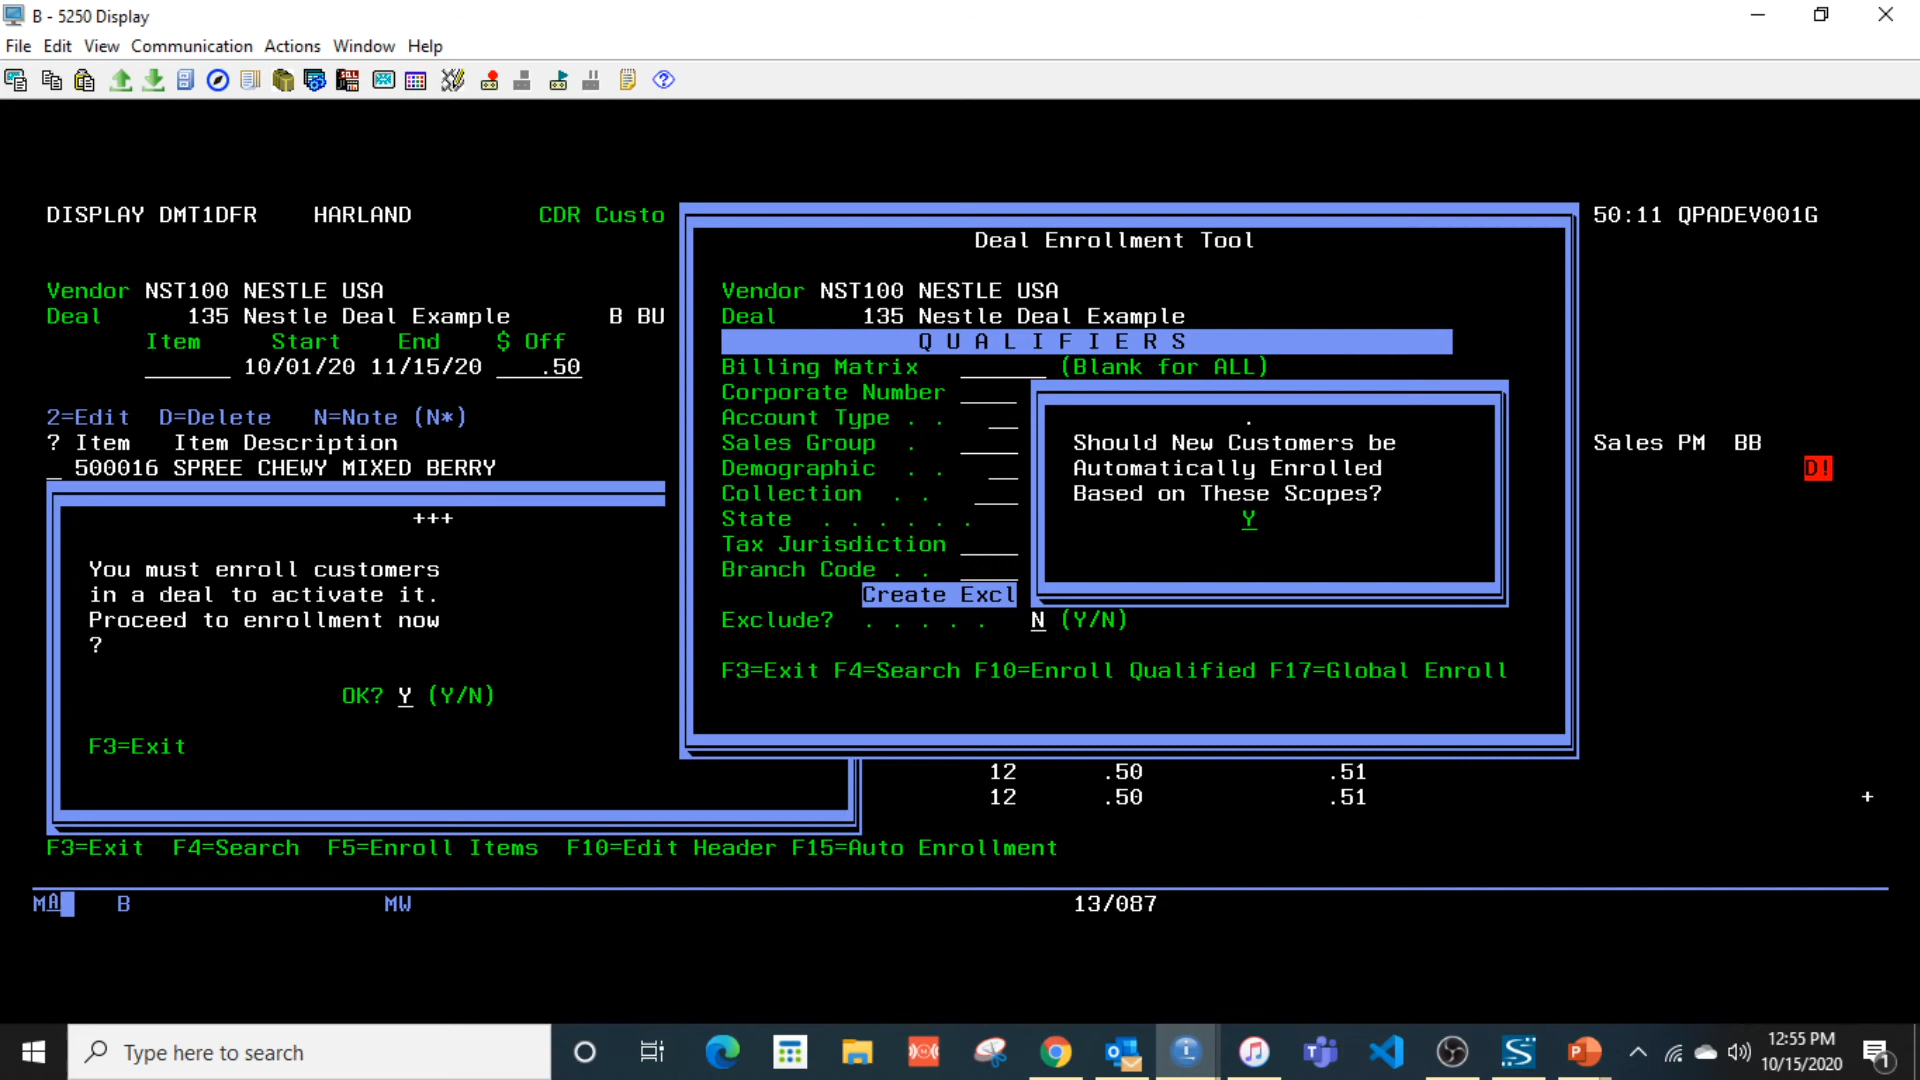 B - 5250 Display
File Edit View Communication Actions Window Help
DISPLAY DMT1DFR HARLAND CDR Custo 50:11 QPADEV001G
Vendor NST100 NESTLE USA
Deal 135 Nestle Deal Example B BU
Item Start End $ Off
10/01/20 11/15/20 .50
2=Edit D=Delete N=Note (N*)
? Item Item Description Sales PM BB
500016 SPREE CHEWY MIXED BERRY D!
+++
You must enroll customers
in a deal to activate it.
Proceed to enrollment now
?
OK? Y (Y/N)
F3=Exit
Deal Enrollment Tool
Vendor NST100 NESTLE USA
Deal 135 Nestle Deal Example
Q U A L I F I E R S
Billing Matrix (Blank for ALL)
Corporate Number
Account Type . .
Sales Group .
Demographic . .
Collection . .
State . . . . . .
Tax Jurisdiction
Branch Code . .
Create Excl
Exclude? . . . . . N (Y/N)
F3=Exit F4=Search F10=Enroll Qualified F17=Global Enroll
.
Should New Customers be
Automatically Enrolled
Based on These Scopes?
Y
12 .50 .51
12 .50 .51 +
F3=Exit F4=Search F5=Enroll Items F10=Edit Header F15=Auto Enrollment
MA B MW 13/087
Type here to search
12:55 PM
10/15/2020
1